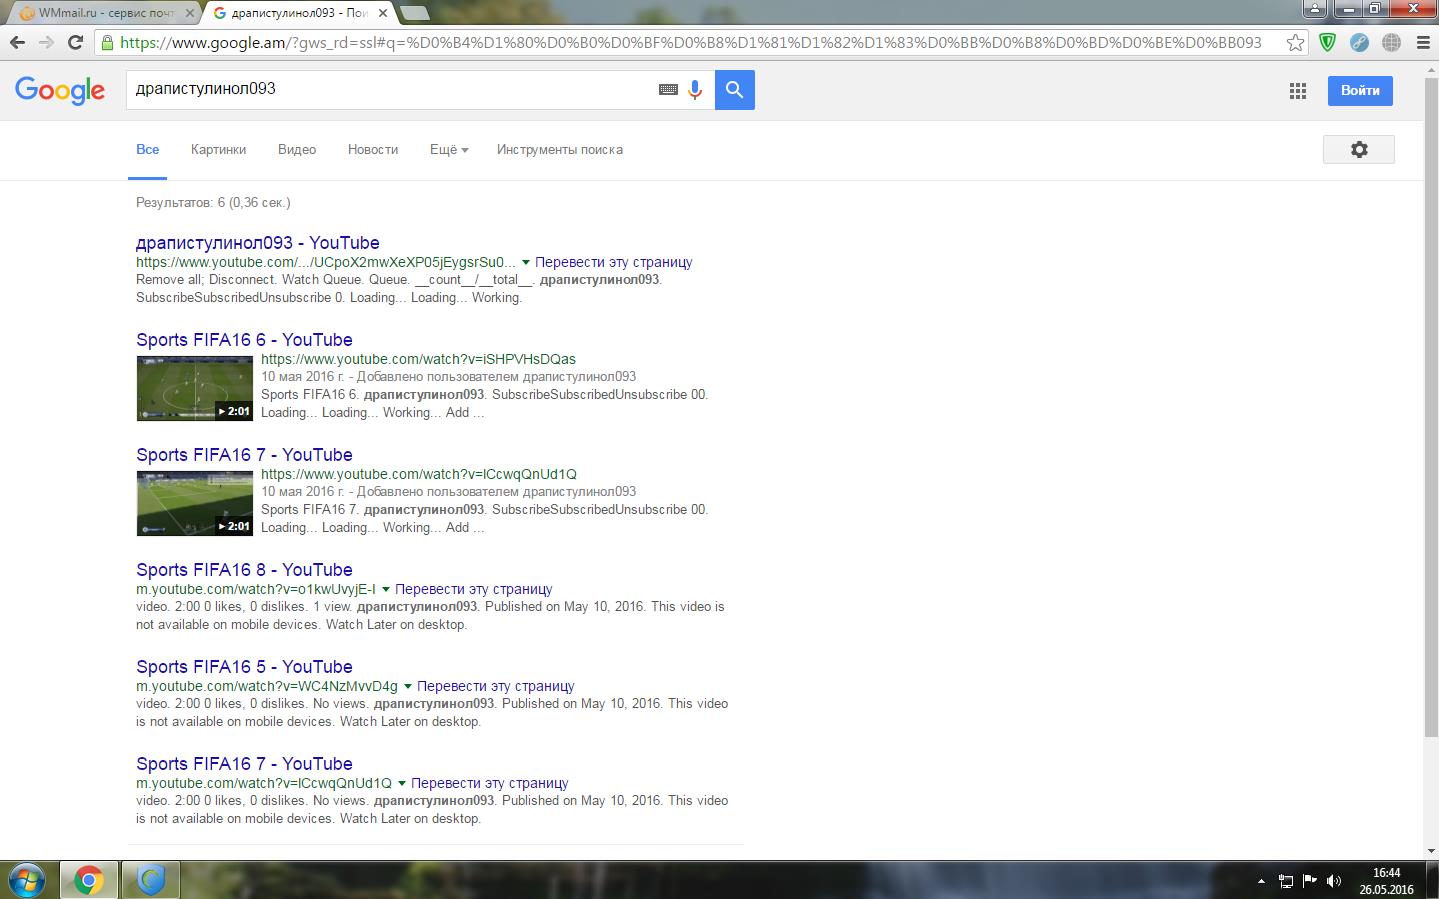 WMmail.ru - сервис почт
драпистулинол093 - Пои
https://www.google.am/?gws_rd=ssl#q=%D0%B4%D1%80%D0%B0%D0%BF%D0%B8%D1%81%D1%82%D1%83%D0%BB%D0%B8%D0%BD%D0%BE%D0%BB093
Google
драпистулинол093
Войти
Все Картинки Видео Новости Ещё Инструменты поиска
Результатов: 6 (0,36 сек.)
драпистулинол093 - YouTube
https://www.youtube.com/.../UCpoX2mwXeXP05jEygsrSu0... Перевести эту страницу
Remove all; Disconnect. Watch Queue. Queue. __count__/__total__. драпистулинол093.
SubscribeSubscribedUnsubscribe 0. Loading... Loading... Working.
Sports FIFA16 6 - YouTube
https://www.youtube.com/watch?v=iSHPVHsDQas
10 мая 2016 г. - Добавлено пользователем драпистулинол093
Sports FIFA16 6. драпистулинол093. SubscribeSubscribedUnsubscribe 00.
Loading... Loading... Working... Add ...
2:01
Sports FIFA16 7 - YouTube
https://www.youtube.com/watch?v=lCcwqQnUd1Q
10 мая 2016 г. - Добавлено пользователем драпистулинол093
Sports FIFA16 7. драпистулинол093. SubscribeSubscribedUnsubscribe 00.
Loading... Loading... Working... Add ...
2:01
Sports FIFA16 8 - YouTube
m.youtube.com/watch?v=o1kwUvyjE-I Перевести эту страницу
video. 2:00 0 likes, 0 dislikes. 1 view. драпистулинол093. Published on May 10, 2016. This video is
not available on mobile devices. Watch Later on desktop.
Sports FIFA16 5 - YouTube
m.youtube.com/watch?v=WC4NzMvvD4g Перевести эту страницу
video. 2:00 0 likes, 0 dislikes. No views. драпистулинол093. Published on May 10, 2016. This video
is not available on mobile devices. Watch Later on desktop.
Sports FIFA16 7 - YouTube
m.youtube.com/watch?v=lCcwqQnUd1Q Перевести эту страницу
video. 2:00 0 likes, 0 dislikes. No views. драпистулинол093. Published on May 10, 2016. This video
is not available on mobile devices. Watch Later on desktop.
16:44
26.05.2016